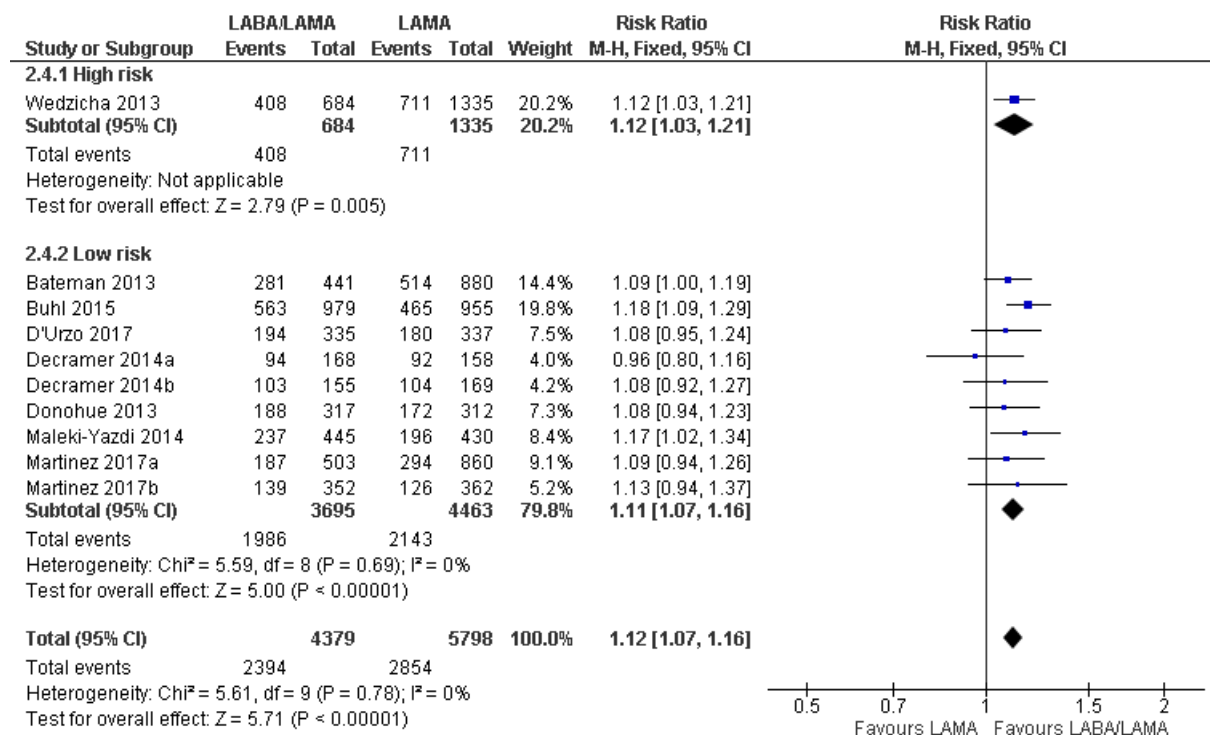 LABA/LAMA LAMA Risk Ratio Risk Ratio
Study or Subgroup Events Total Events Total Weight M-H, Fixed, 95% CI M-H, Fixed, 95% CI
2.4.1 High risk
Wedzicha 2013 408 684 711 1335 20.2% 1.12 [1.03, 1.21]
Subtotal (95% CI) 684 1335 20.2% 1.12 [1.03, 1.21]
Total events 408 711
Heterogeneity: Not applicable
Test for overall effect: Z = 2.79 (P = 0.005)
2.4.2 Low risk
Bateman 2013 281 441 514 880 14.4% 1.09 [1.00, 1.19]
Buhl 2015 563 979 465 955 19.8% 1.18 [1.09, 1.29]
D'Urzo 2017 194 335 180 337 7.5% 1.08 [0.95, 1.24]
Decramer 2014a 94 168 92 158 4.0% 0.96 [0.80, 1.16]
Decramer 2014b 103 155 104 169 4.2% 1.08 [0.92, 1.27]
Donohue 2013 188 317 172 312 7.3% 1.08 [0.94, 1.23]
Maleki-Yazdi 2014 237 445 196 430 8.4% 1.17 [1.02, 1.34]
Martinez 2017a 187 503 294 860 9.1% 1.09 [0.94, 1.26]
Martinez 2017b 139 352 126 362 5.2% 1.13 [0.94, 1.37]
Subtotal (95% CI) 3695 4463 79.8% 1.11 [1.07, 1.16]
Total events 1986 2143
Heterogeneity: Chi² = 5.59, df = 8 (P = 0.69); I² = 0%
Test for overall effect: Z = 5.00 (P < 0.00001)
Total (95% CI) 4379 5798 100.0% 1.12 [1.07, 1.16]
Total events 2394 2854
Heterogeneity: Chi² = 5.61, df = 9 (P = 0.78); I² = 0%
Test for overall effect: Z = 5.71 (P < 0.00001)
0.5 0.7 1 1.5 2
Favours LAMA Favours LABA/LAMA